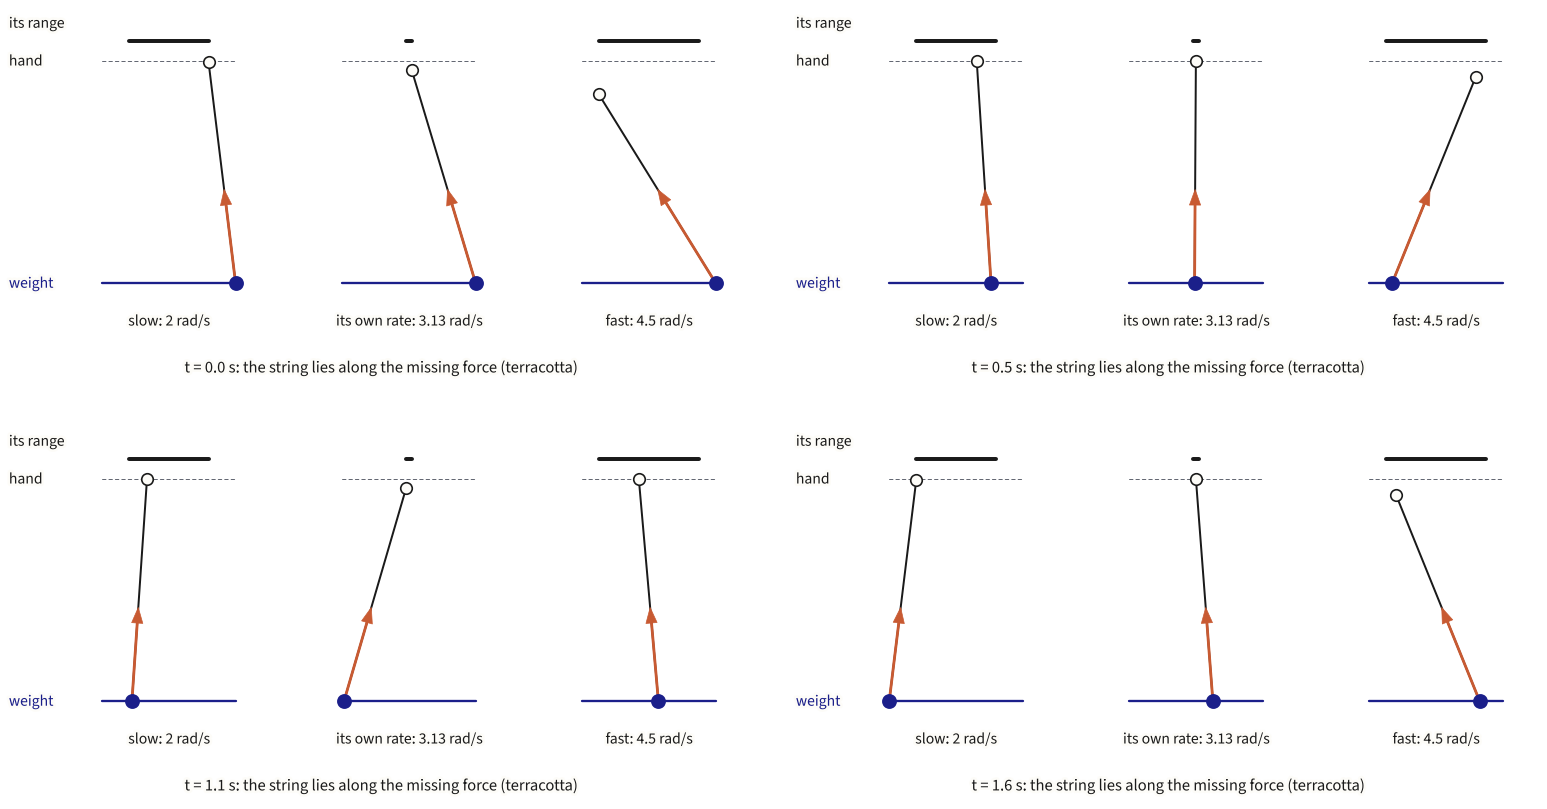 its range
hand
weight
slow: 2 rad/s
its own rate: 3.13 rad/s
fast: 4.5 rad/s
t = 0.0 s: the string lies along the missing force (terracotta)
its range
hand
weight
slow: 2 rad/s
its own rate: 3.13 rad/s
fast: 4.5 rad/s
t = 0.5 s: the string lies along the missing force (terracotta)
its range
hand
weight
slow: 2 rad/s
its own rate: 3.13 rad/s
fast: 4.5 rad/s
t = 1.1 s: the string lies along the missing force (terracotta)
its range
hand
weight
slow: 2 rad/s
its own rate: 3.13 rad/s
fast: 4.5 rad/s
t = 1.6 s: the string lies along the missing force (terracotta)